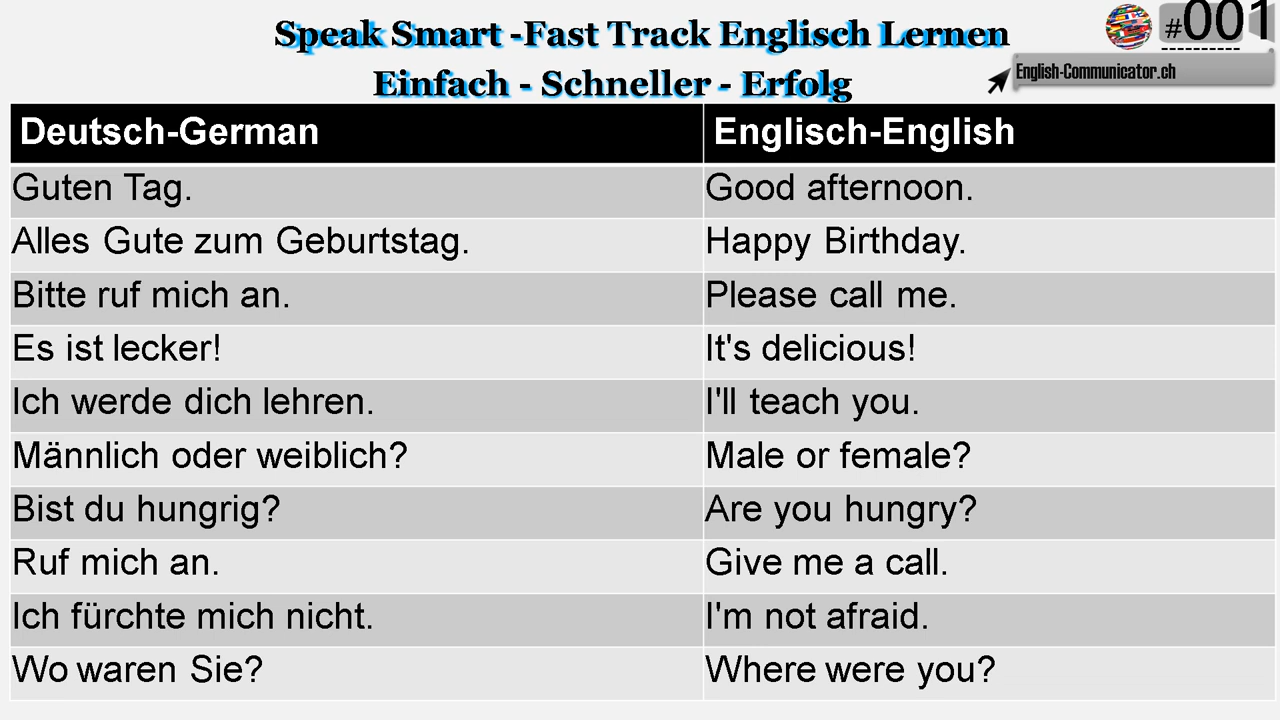 Speak Smart -Fast Track Englisch Lernen
#001
Einfach - Schneller - Erfolg
English-Communicator.ch
Deutsch-German Englisch-English
Guten Tag. Good afternoon.
Alles Gute zum Geburtstag. Happy Birthday.
Bitte ruf mich an. Please call me.
Es ist lecker! It's delicious!
Ich werde dich lehren. I'll teach you.
Männlich oder weiblich? Male or female?
Bist du hungrig? Are you hungry?
Ruf mich an. Give me a call.
Ich fürchte mich nicht. I'm not afraid.
Wo waren Sie? Where were you?